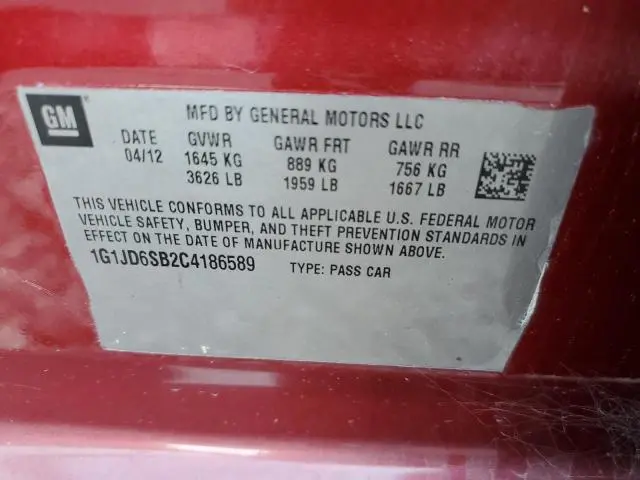 GM
MFD BY GENERAL MOTORS LLC
DATE GVWR GAWR FRT GAWR RR
04/12 1645 KG 889 KG 756 KG
3626 LB 1959 LB 1667 LB
THIS VEHICLE CONFORMS TO ALL APPLICABLE U.S. FEDERAL MOTOR
VEHICLE SAFETY, BUMPER, AND THEFT PREVENTION STANDARDS IN
EFFECT ON THE DATE OF MANUFACTURE SHOWN ABOVE.
1G1JD6SB2C4186589 TYPE: PASS CAR